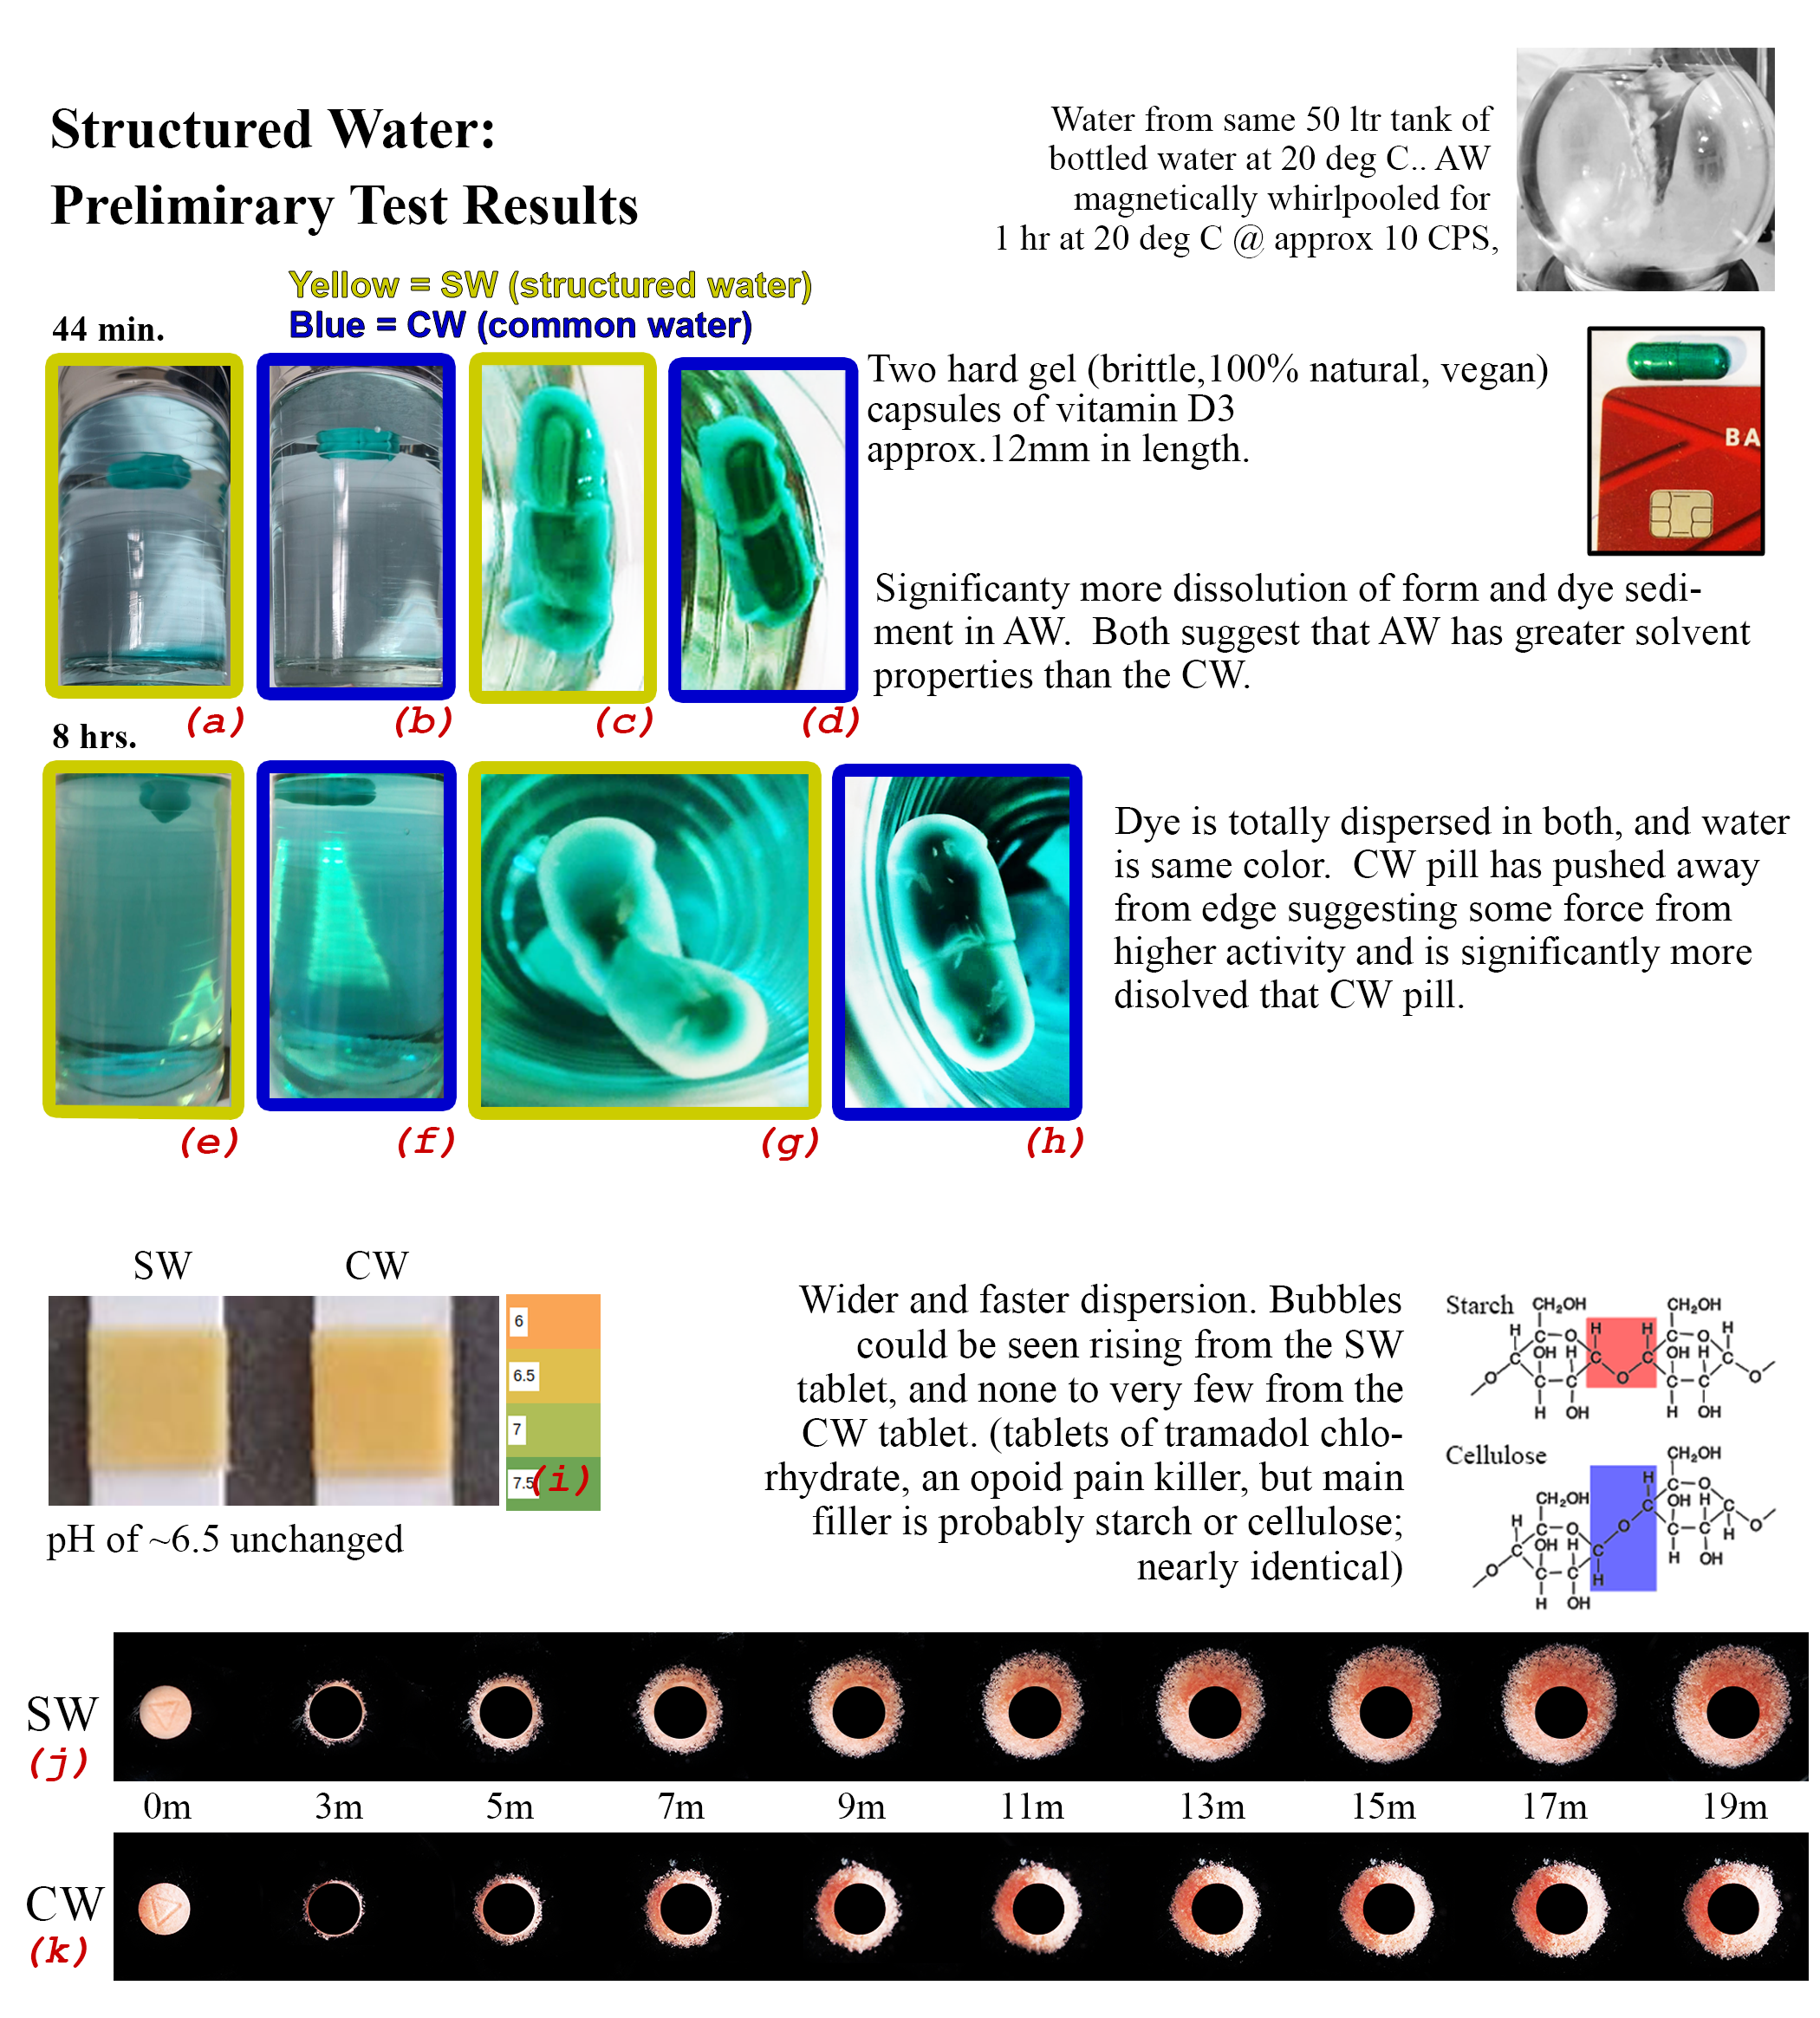 Structured Water:
Prelimirary Test Results
Water from same 50 ltr tank of
bottled water at 20 deg C.. AW
magnetically whirlpooled for
1 hr at 20 deg C @ approx 10 CPS,
Yellow = SW (structured water)
Blue = CW (common water)
44 min.
Two hard gel (brittle,100% natural, vegan)
capsules of vitamin D3
approx.12mm in length.
BA
Significanty more dissolution of form and dye sedi-
ment in AW. Both suggest that AW has greater solvent
properties than the CW.
(a) (b) (c) (d)
8 hrs.
Dye is totally dispersed in both, and water
is same color. CW pill has pushed away
from edge suggesting some force from
higher activity and is significantly more
disolved that CW pill.
(e) (f) (g) (h)
SW CW
6
6.5
7
7.5
(i)
pH of ~6.5 unchanged
Wider and faster dispersion. Bubbles
could be seen rising from the SW
tablet, and none to very few from the
CW tablet. (tablets of tramadol chlo-
rhydrate, an opoid pain killer, but main
filler is probably starch or cellulose;
nearly identical)
Starch
CH₂OH CH₂OH
H C O H H C O H
C OH H C C OH H C
O C C O C C O
H OH H OH
Cellulose
CH₂OH
H C O
CH₂OH C OH H C
H C O O C C H O
C OH H C H OH
O C C H
H OH
SW
(j)
0m 3m 5m 7m 9m 11m 13m 15m 17m 19m
CW
(k)